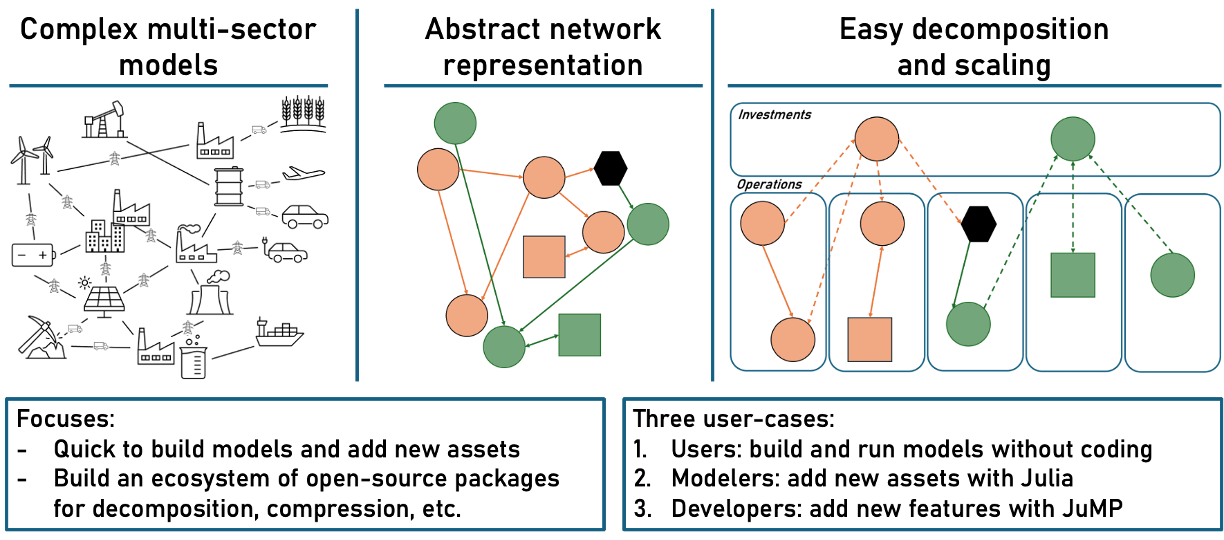 Complex multi-sector
models
Abstract network
representation
Easy decomposition
and scaling
Investments
Operations
Focuses:
- Quick to build models and add new assets
- Build an ecosystem of open-source packages
for decomposition, compression, etc.
Three user-cases:
1. Users: build and run models without coding
2. Modelers: add new assets with Julia
3. Developers: add new features with JuMP